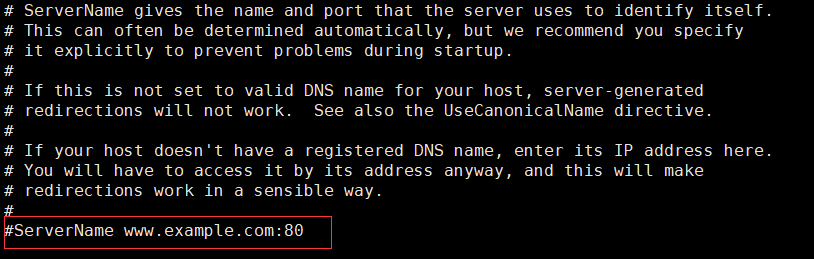 # ServerName gives the name and port that the server uses to identify itself.
# This can often be determined automatically, but we recommend you specify
# it explicitly to prevent problems during startup.
#
# If this is not set to valid DNS name for your host, server-generated
# redirections will not work.  See also the UseCanonicalName directive.
#
# If your host doesn't have a registered DNS name, enter its IP address here.
# You will have to access it by its address anyway, and this will make
# redirections work in a sensible way.
#
#ServerName www.example.com:80